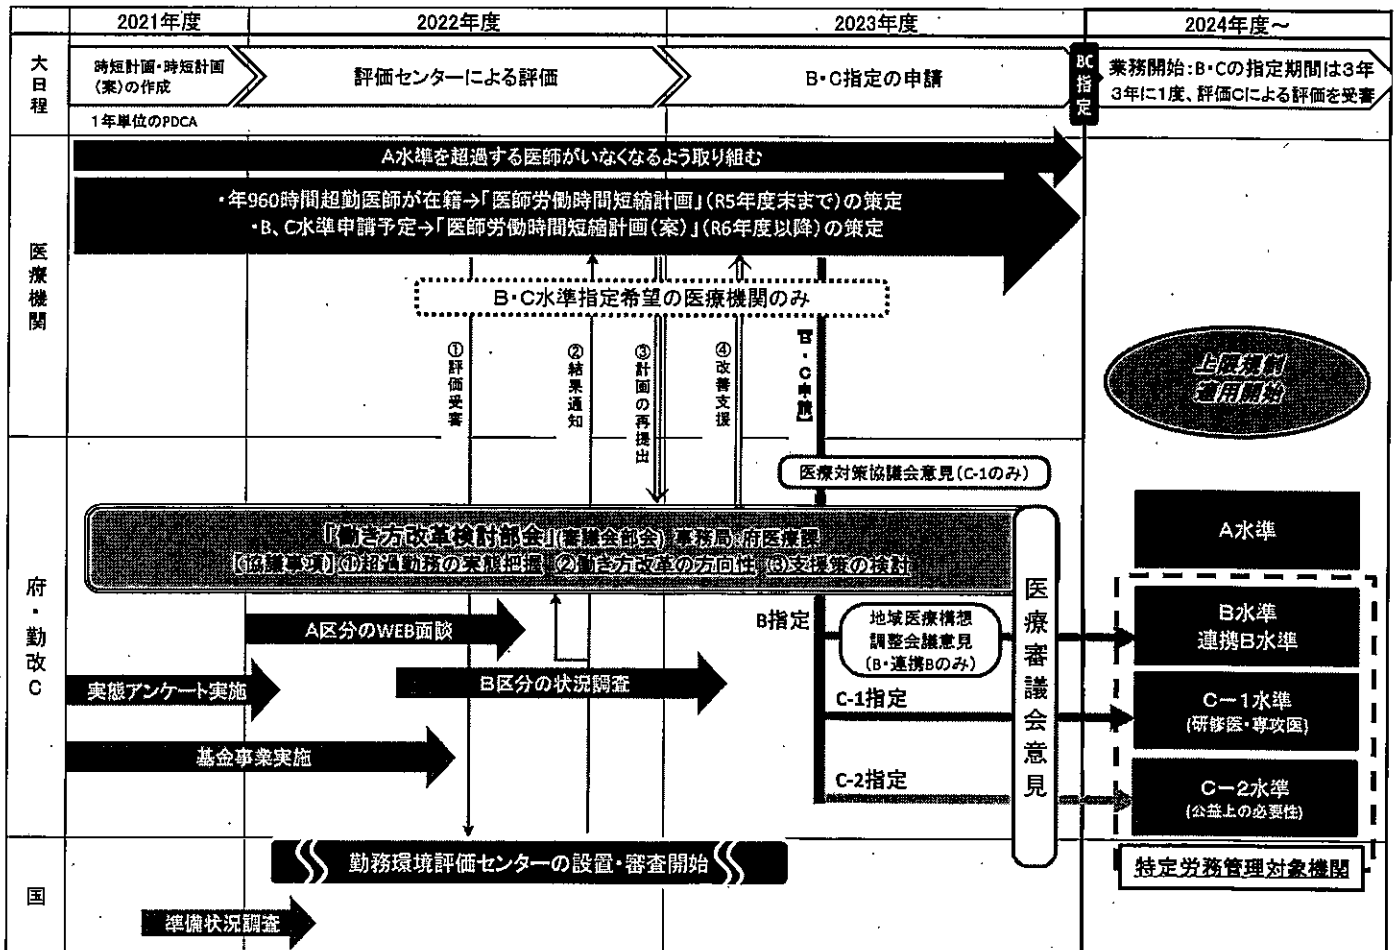 2021年度
2022年度
2023年度
2024年度～
大日程
時短計画・時短計画
(案)の作成
評価センターによる評価
B・C指定の申請
BC指定
業務開始:B・Cの指定期間は3年
3年に1度、評価Cによる評価を受審
1年単位のPDCA
医療機関
A水準を超過する医師がいなくなるよう取り組む
・年960時間超勤医師が在籍→「医師労働時間短縮計画」(R5年度末まで)の策定
・B、C水準申請予定→「医師労働時間短縮計画(案)」(R6年度以降)の策定
B・C水準指定希望の医療機関のみ
①評価受審
②結果通知
③計画の再提出
④改善支援
【B・C申請】
上限規制
適用開始
府・勤改C
医療対策協議会意見(C-1のみ)
「働き方改革検討部会」(審議会部会) 事務局:府医療課
【協議事項】①超過勤務の実態把握 ②働き方改革の方向性 ③支援策の検討
医療審議会意見
A水準
A区分のWEB面談
B指定
地域医療構想
調整会議意見
(B・連携Bのみ)
B水準
連携B水準
実態アンケート実施
B区分の状況調査
C-1指定
C-1水準
(研修医・専攻医)
基金事業実施
C-2指定
C-2水準
(公益上の必要性)
特定労務管理対象機関
国
勤務環境評価センターの設置・審査開始
準備状況調査